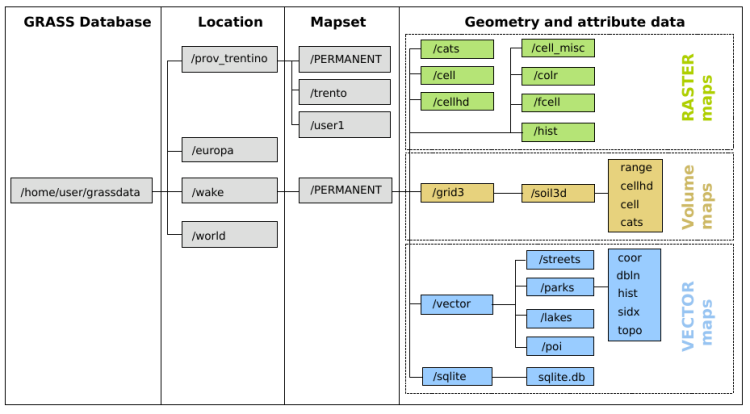 GRASS Database
Location
Mapset
Geometry and attribute data
/home/user/grassdata
/prov_trentino
/europa
/wake
/world
/PERMANENT
/trento
/user1
/PERMANENT
/cats
/cell
/cellhd
/cell_misc
/colr
/fcell
/hist
RASTER
maps
/grid3
/soil3d
range
cellhd
cell
cats
Volume
maps
/vector
/streets
/parks
/lakes
/poi
coor
dbln
hist
sidx
topo
/sqlite
sqlite.db
VECTOR
maps